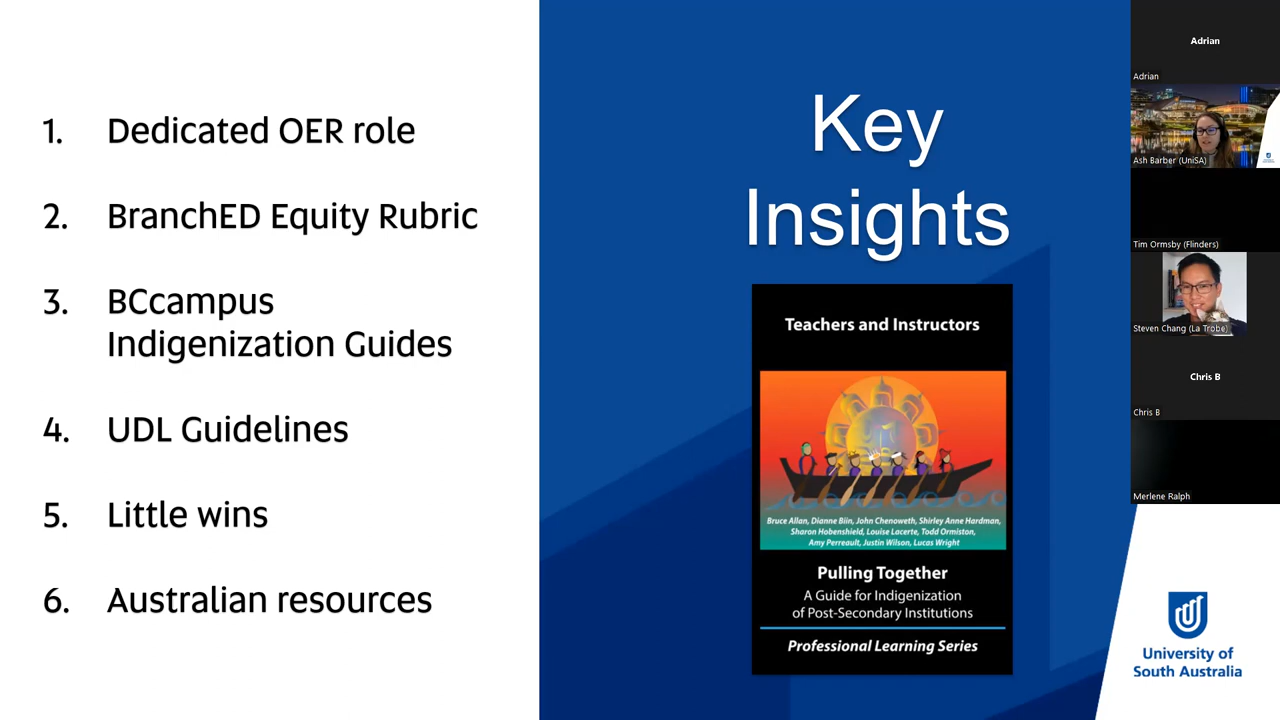 1. Dedicated OER role
2. BranchED Equity Rubric
3. BCcampus
Indigenization Guides
4. UDL Guidelines
5. Little wins
6. Australian resources
Key
Insights
Teachers and Instructors
Bruce Allan, Dianne Biin, John Chenoweth, Shirley Anne Hardman,
Sharon Hobenshield, Louise Lacerte, Todd Ormiston,
Amy Perreault, Justin Wilson, Lucas Wright
Pulling Together
A Guide for Indigenization
of Post-Secondary Institutions
Professional Learning Series
Adrian
Adrian
Ash Barber (UniSA)
Tim Ormsby (Flinders)
Steven Chang (La Trobe)
Chris B
Chris B
Merlene Ralph
University of
South Australia